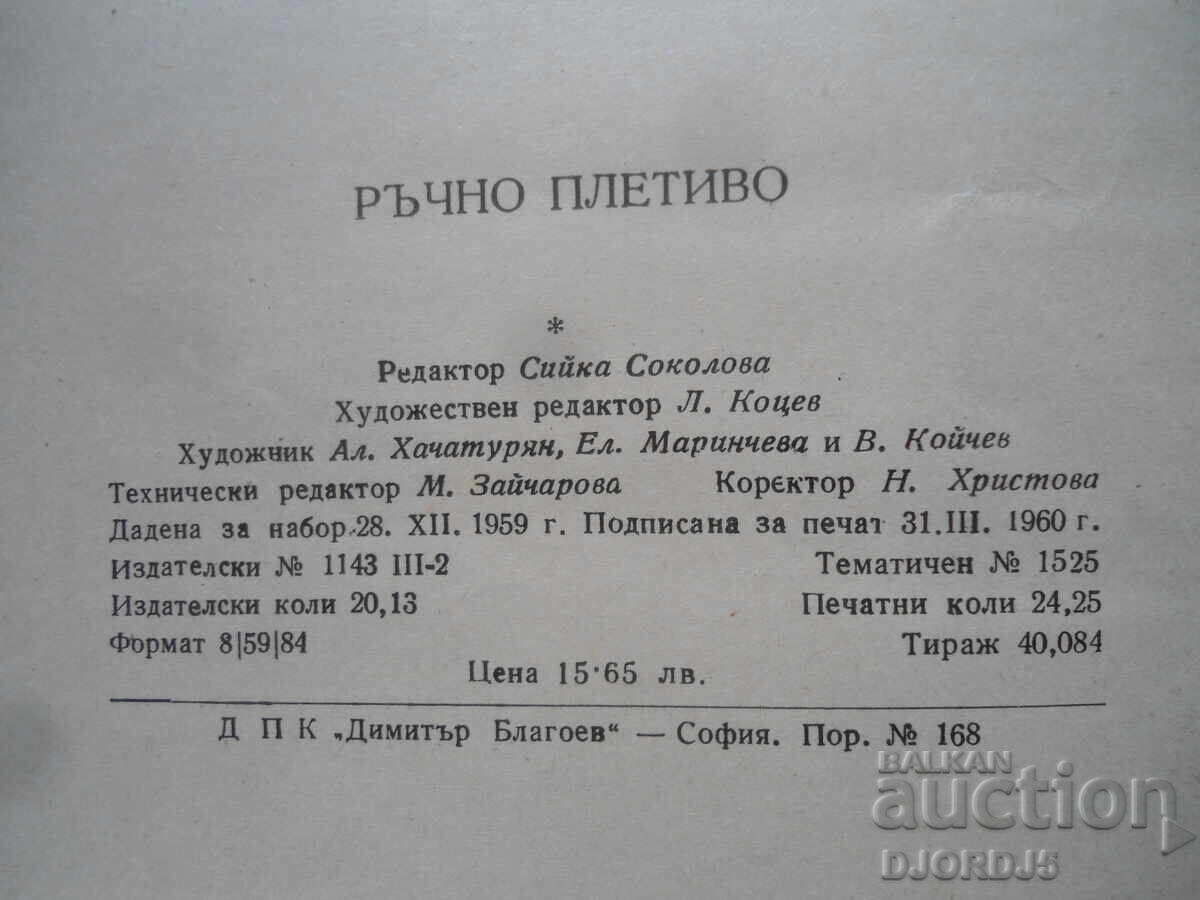 РЪЧНО ПЛЕТИВО
*
Редактор Сийка Соколова
Художествен редактор Л. Коцев
Художник Ал. Хачатурян, Ел. Маринчева и В. Койчев
Технически редактор М. Зайчарова Коректор Н. Христова
Дадена за набор 28. XII. 1959 г. Подписана за печат 31. III. 1960 г.
Издателски № 1143 III-2 Тематичен № 1525
Издателски коли 20,13 Печатни коли 24,25
Формат 8|59|84 Тираж 40,084
Цена 15·65 лв.
Д П К „Димитър Благоев“ — София. Пор. № 168
BALKAN
auction
DJORDJ5